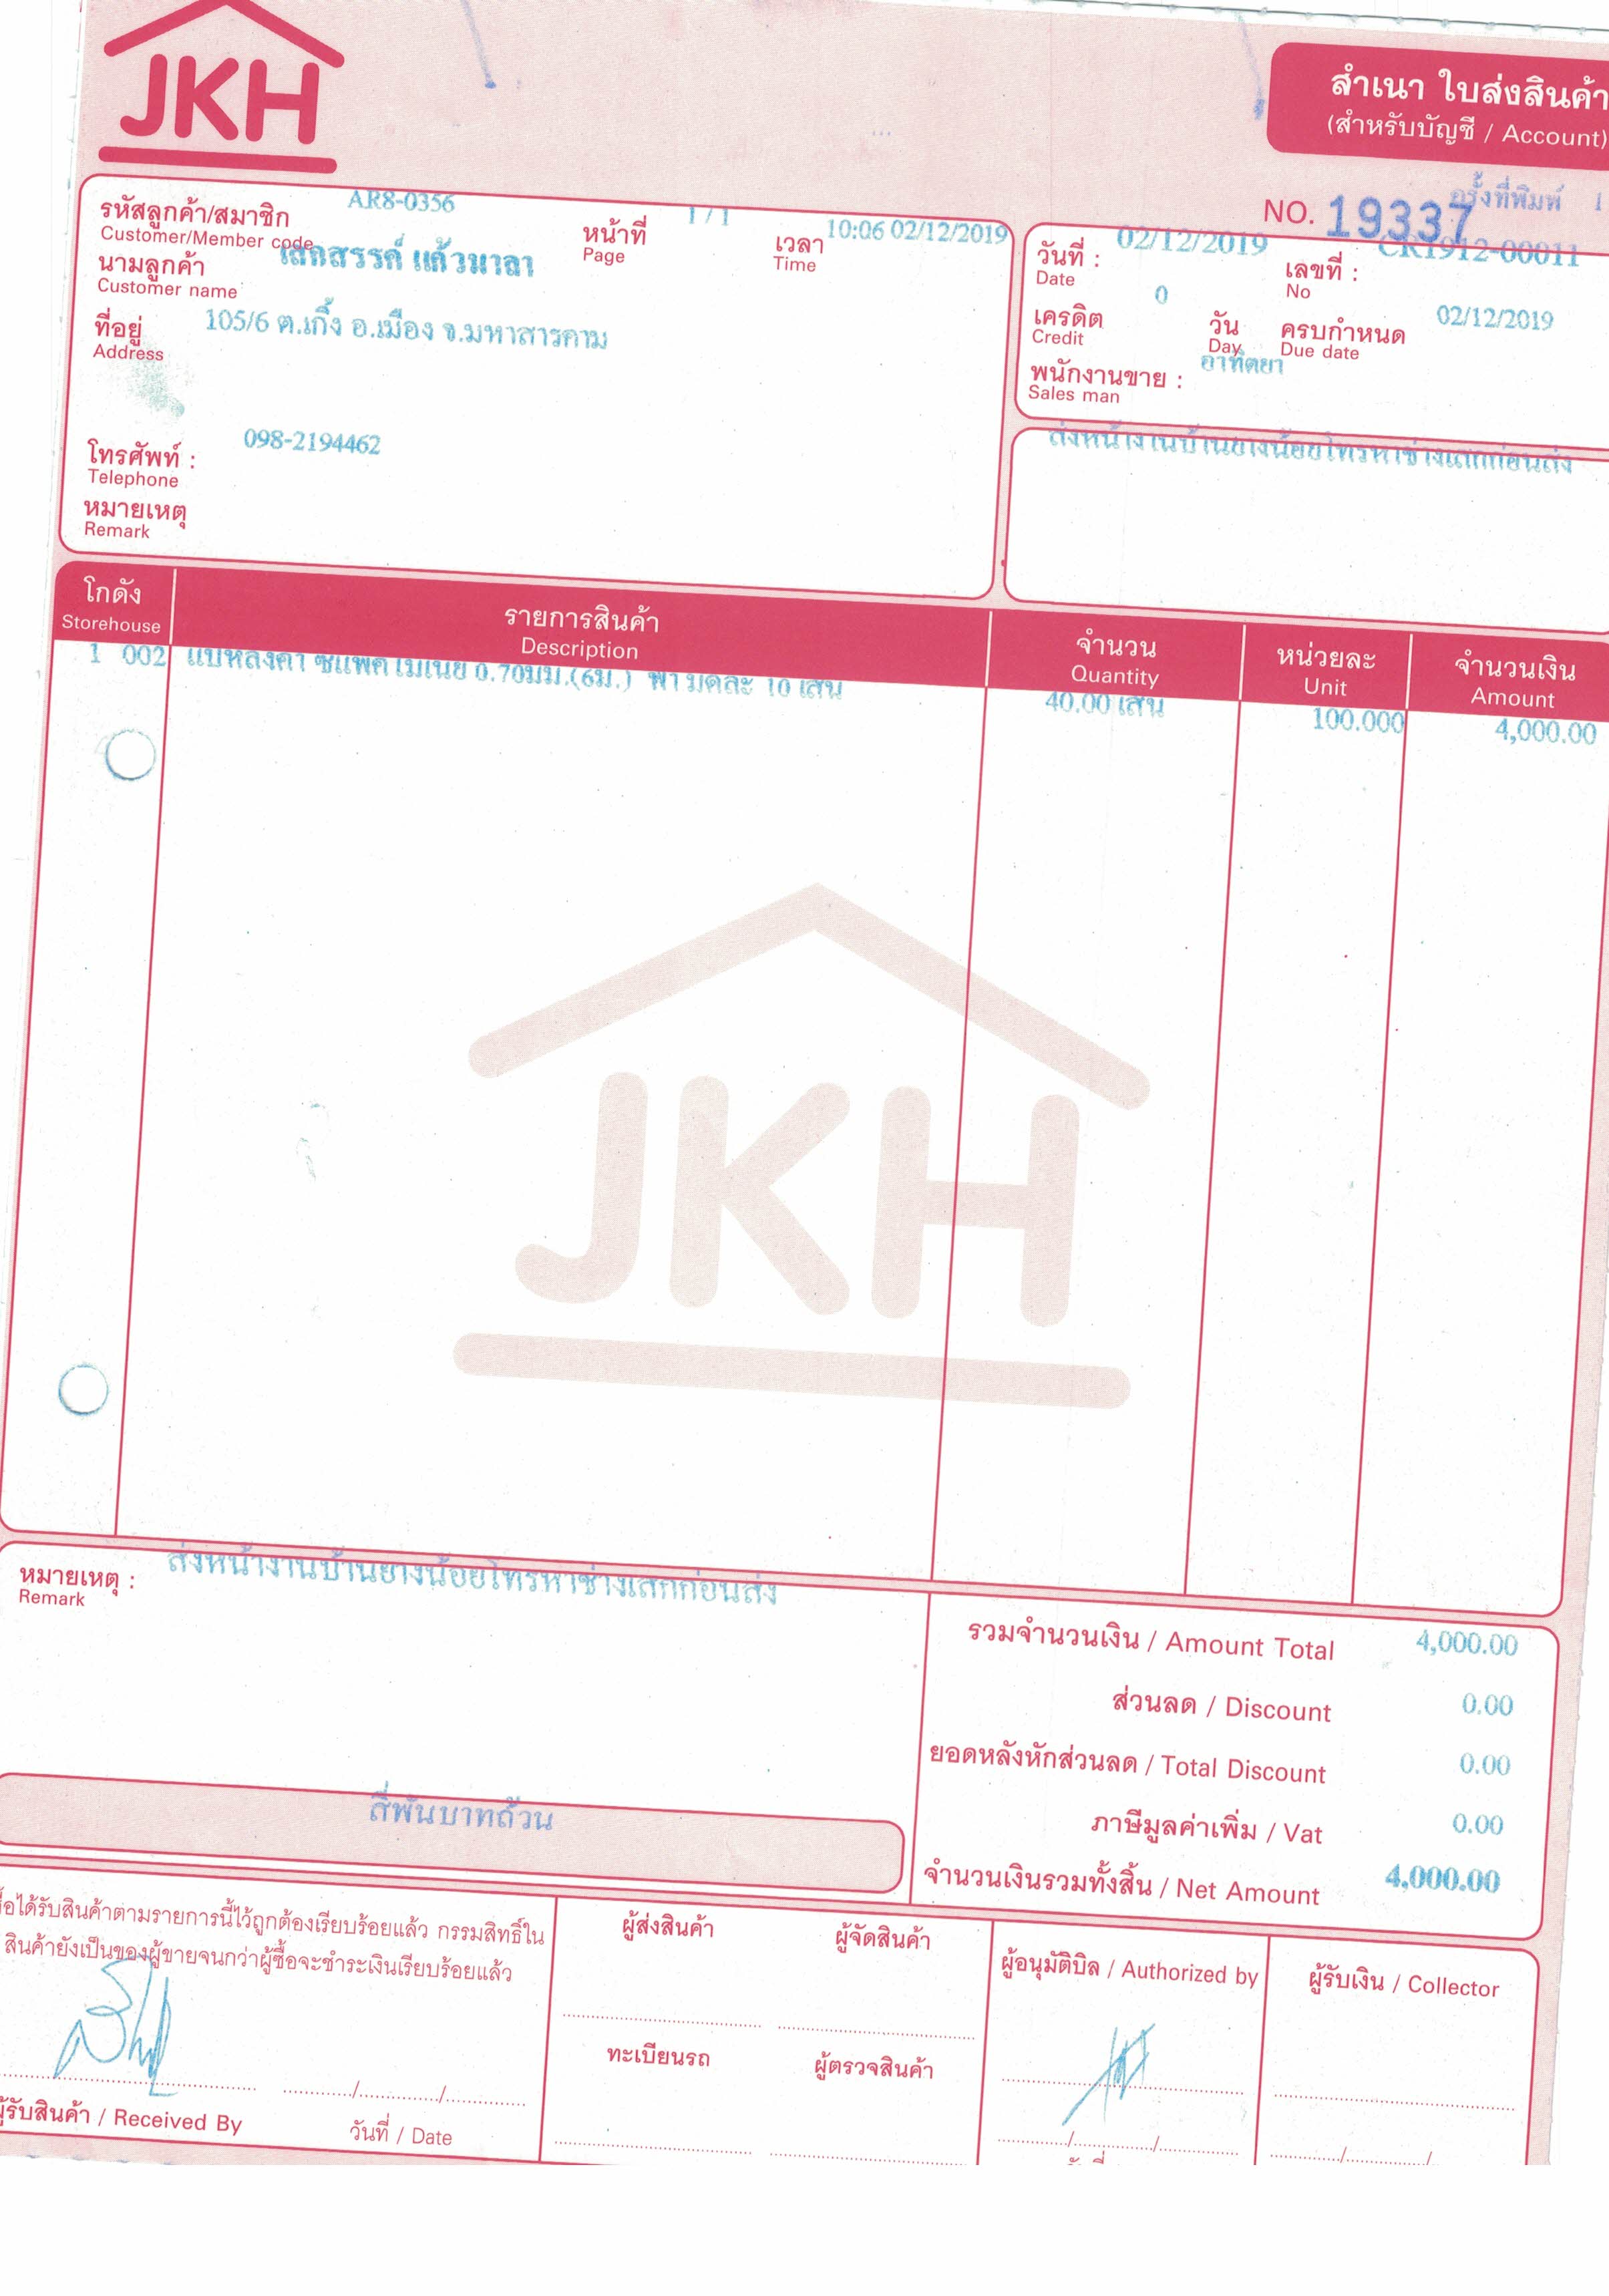 JKH
สำเนา ใบส่งสินค้า
(สำหรับบัญชี / Account)
ครั้งที่พิมพ์ 1
NO. 19337
รหัสลูกค้า/สมาชิก AR8-0356
Customer/Member code
หน้าที่ 1 / 1
Page
เวลา 10:06 02/12/2019
Time
นามลูกค้า เสกสรรค์ แก้วมาลา
Customer name
ที่อยู่ 105/6 ต.เกิ้ง อ.เมือง จ.มหาสารคาม
Address
โทรศัพท์ : 098-2194462
Telephone
หมายเหตุ
Remark
วันที่ : 02/12/2019
Date
เลขที่ : CR1912-00011
No
เครดิต 0 วัน
Credit Day
ครบกำหนด 02/12/2019
Due date
พนักงานขาย : อาทิตยา
Sales man
ส่งหน้างานบ้านยางน้อยโทรหาช่างเสกก่อนส่ง
โกดัง รายการสินค้า จำนวน หน่วยละ จำนวนเงิน
Storehouse Description Quantity Unit Amount
1 002 0.70มม.(6ม.) 10 เส้น 40.00 เส้น 100.000 4,000.00
JKH
หมายเหตุ : ส่งหน้างานบ้านยางน้อยโทรหาช่างเสกก่อนส่ง
Remark
รวมจำนวนเงิน / Amount Total 4,000.00
ส่วนลด / Discount 0.00
ยอดหลังหักส่วนลด / Total Discount 0.00
ภาษีมูลค่าเพิ่ม / Vat 0.00
จำนวนเงินรวมทั้งสิ้น / Net Amount 4,000.00
สี่พันบาทถ้วน
ได้รับสินค้าตามรายการนี้ไว้ถูกต้องเรียบร้อยแล้ว กรรมสิทธิ์ใน
สินค้ายังเป็นของผู้ขายจนกว่าผู้ซื้อจะชำระเงินเรียบร้อยแล้ว
ผู้รับสินค้า / Received By
วันที่ / Date
ผู้ส่งสินค้า ผู้จัดสินค้า
ทะเบียนรถ ผู้ตรวจสินค้า
ผู้อนุมัติบิล / Authorized by
ผู้รับเงิน / Collector